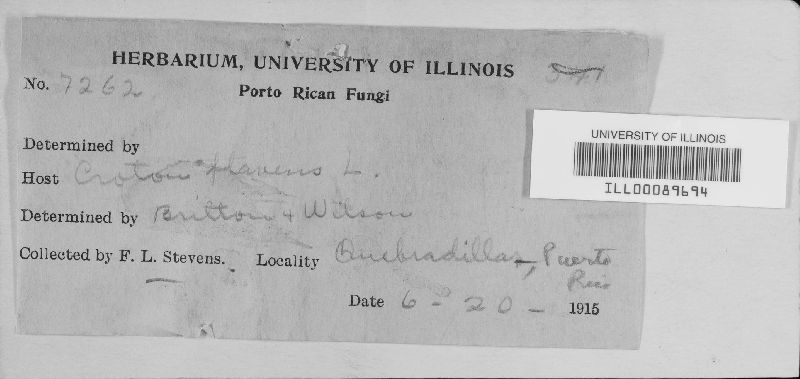 HERBARIUM, UNIVERSITY OF ILLINOIS
No. 7262
Porto Rican Fungi
Determined by
Host Croton flavens L.
Determined by Britton + Wilson
Collected by F. L. Stevens. Locality Quebradillas, Puerto
Rico
Date 6 - 20 - 1915
UNIVERSITY OF ILLINOIS
ILL00089694